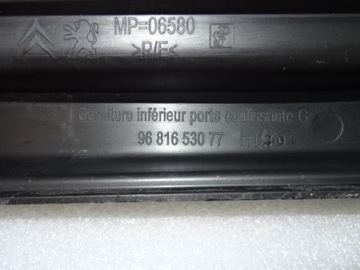 MP=06580
>P/E<
Garniture inférieur porte coulissante G
96 816 530 77